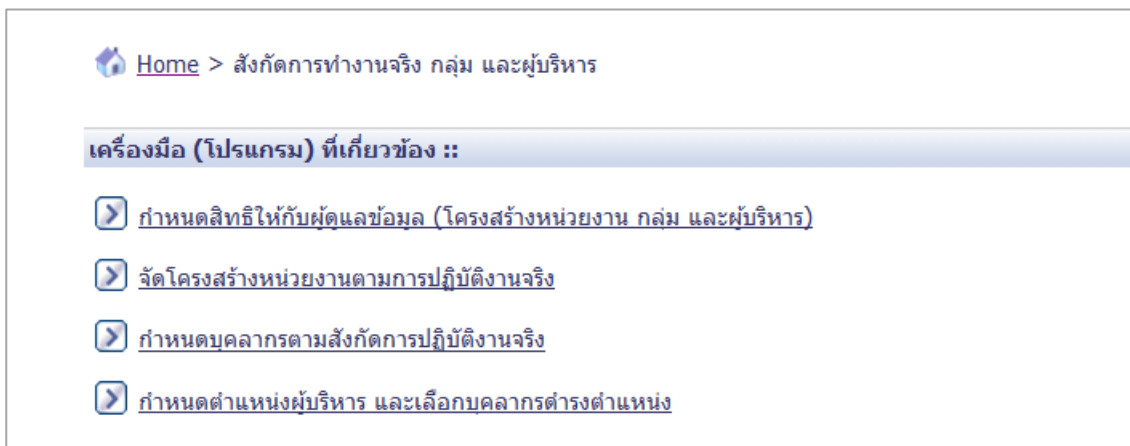 Home > สังกัดการทำงานจริง กลุ่ม และผู้บริหาร
เครื่องมือ (โปรแกรม) ที่เกี่ยวข้อง ::
กำหนดสิทธิให้กับผู้ดูแลข้อมูล (โครงสร้างหน่วยงาน กลุ่ม และผู้บริหาร)
จัดโครงสร้างหน่วยงานตามการปฏิบัติงานจริง
กำหนดบุคลากรตามสังกัดการปฏิบัติงานจริง
กำหนดตำแหน่งผู้บริหาร และเลือกบุคลากรดำรงตำแหน่ง